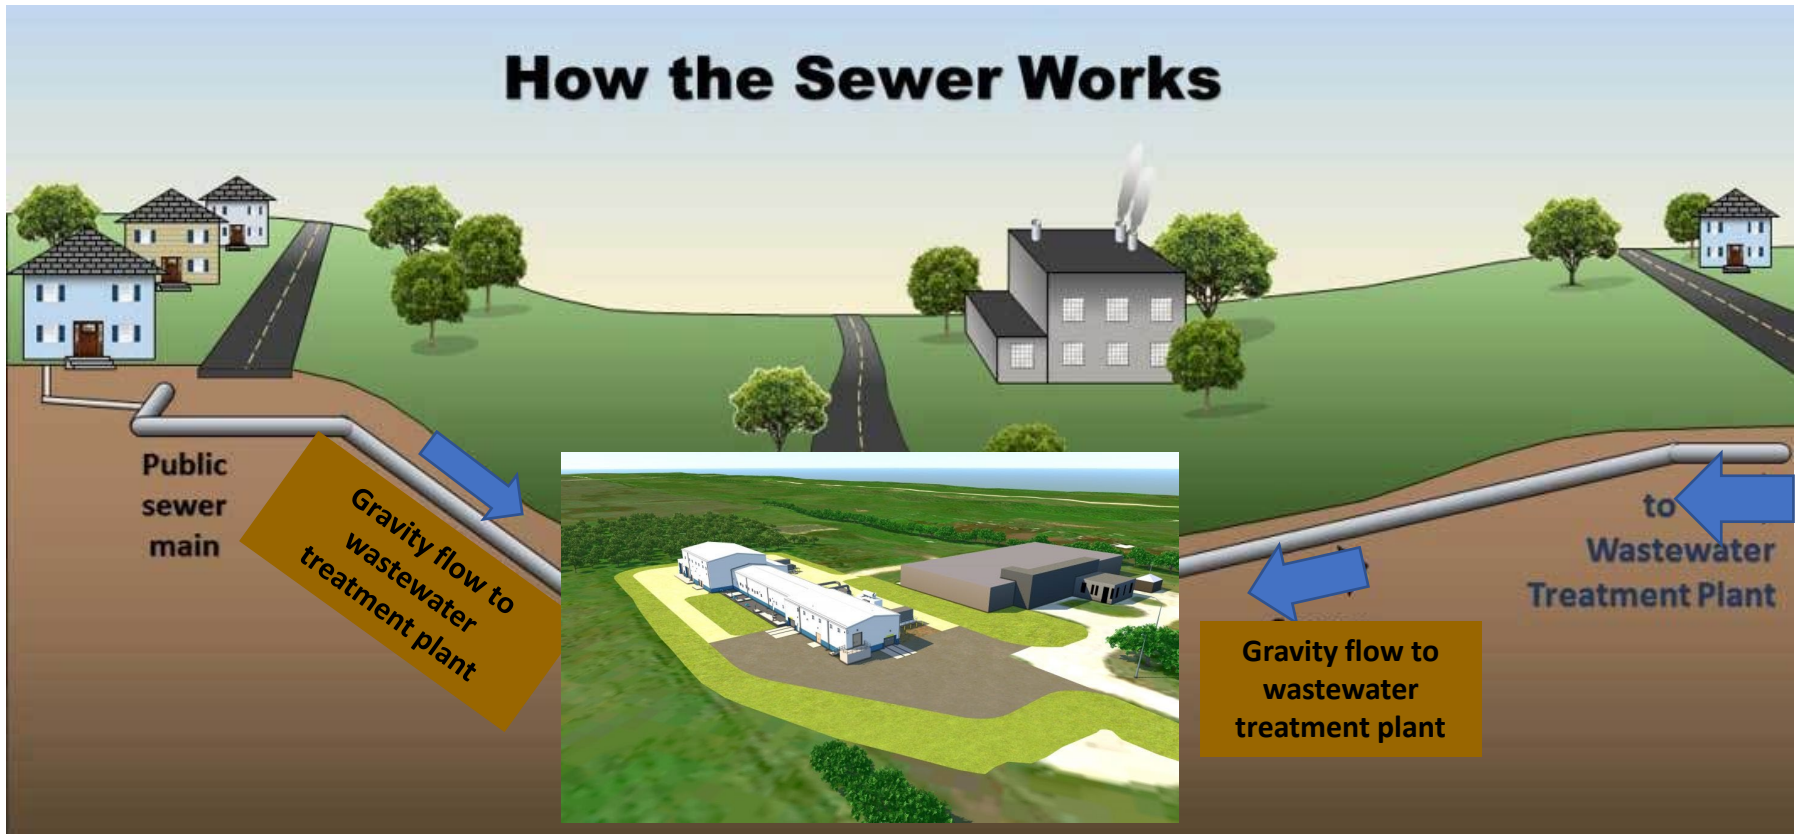 How the Sewer Works
Public
sewer
main
Gravity flow to
wastewater
treatment plant
to
Wastewater
Treatment Plant
Gravity flow to
wastewater
treatment plant